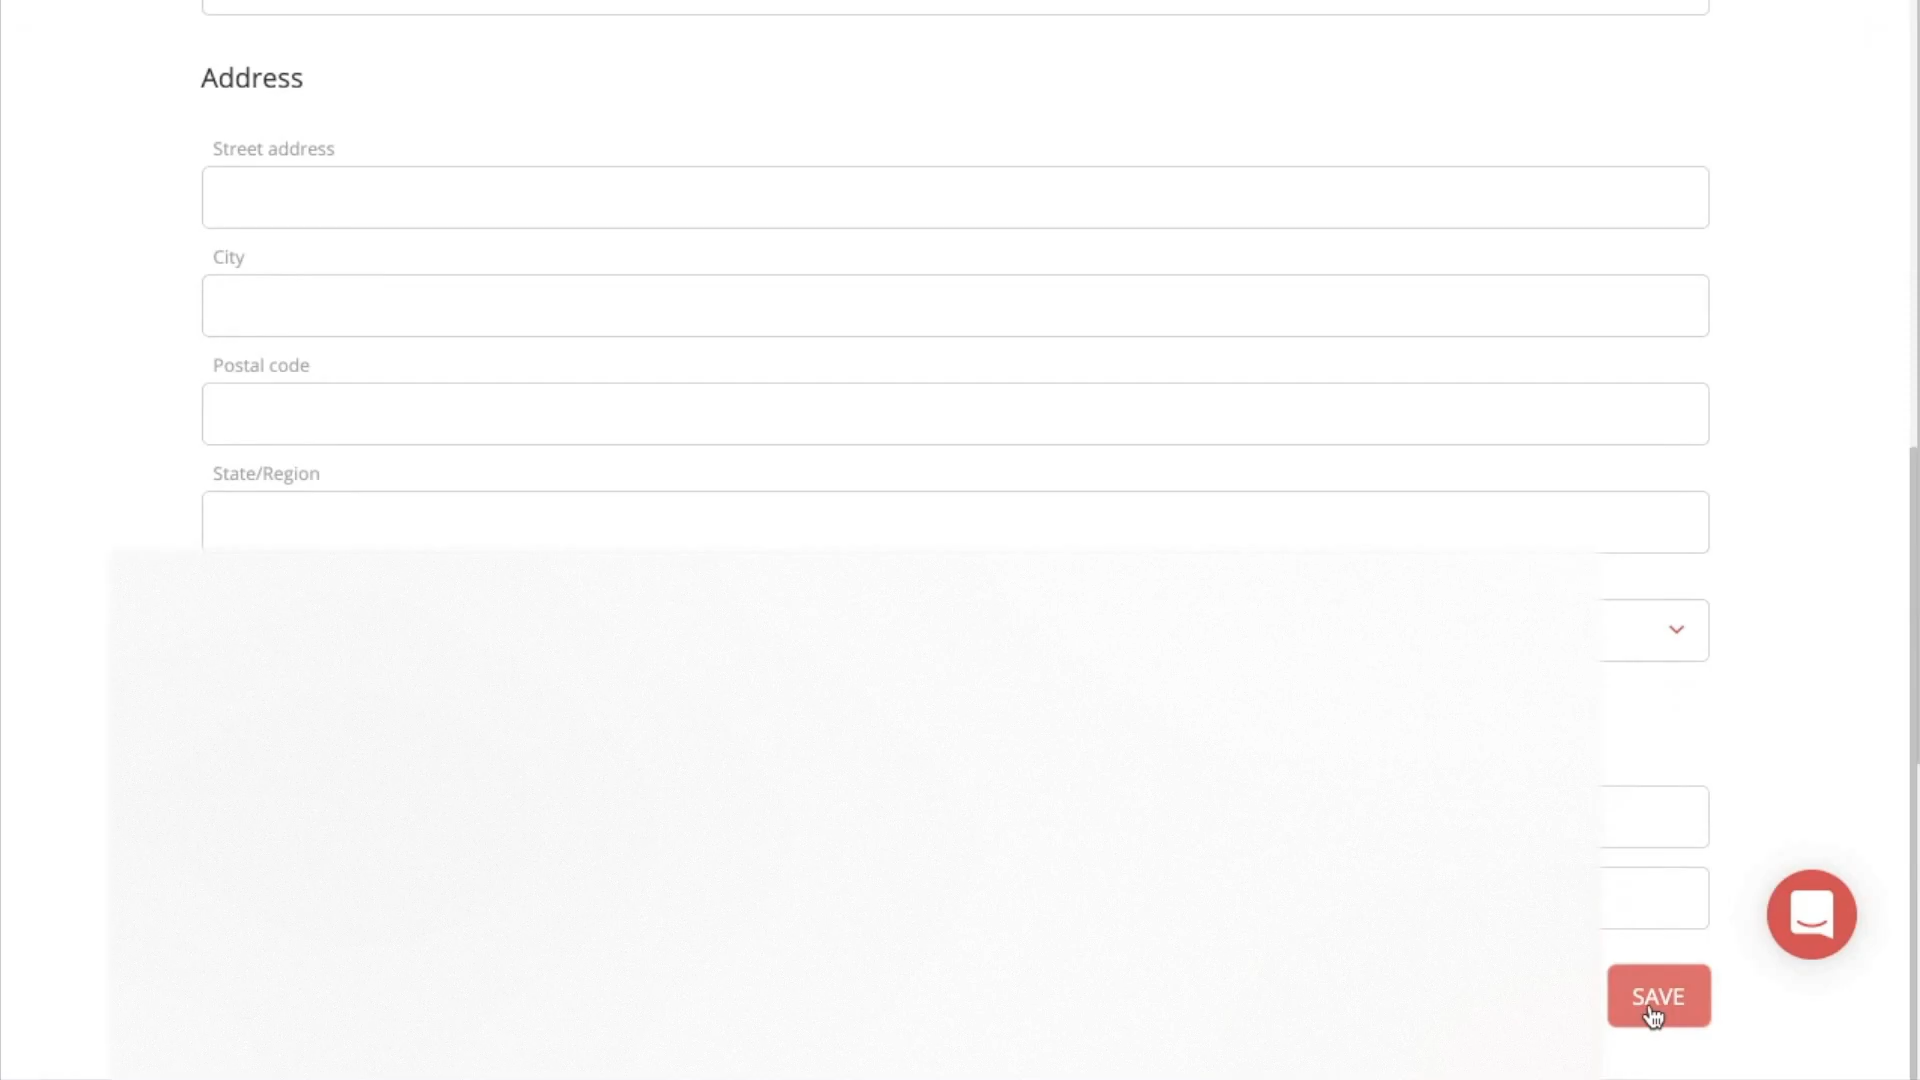 Address
Street address
City
Postal code
State/Region
SAVE